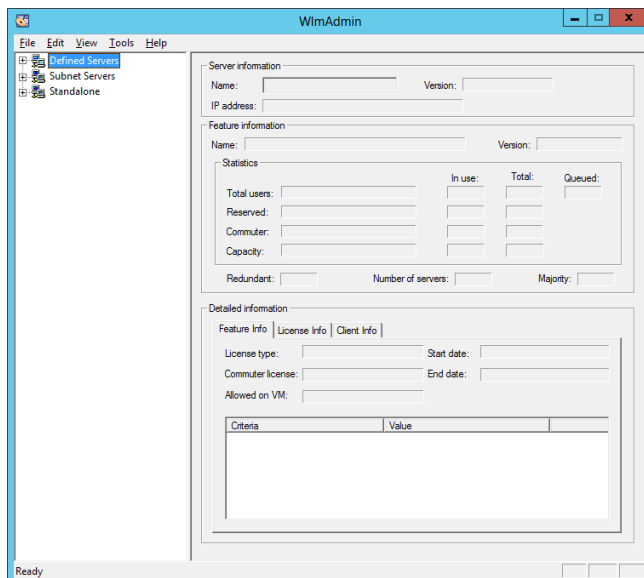 WlmAdmin
File Edit View Tools Help
Defined Servers
Subnet Servers
Standalone
Server information
Name: Version:
IP address:
Feature information
Name: Version:
Statistics
In use: Total: Queued:
Total users:
Reserved:
Commuter:
Capacity:
Redundant: Number of servers: Majority:
Detailed information
Feature Info License Info Client Info
License type: Start date:
Commuter license: End date:
Allowed on VM:
Criteria Value
Ready